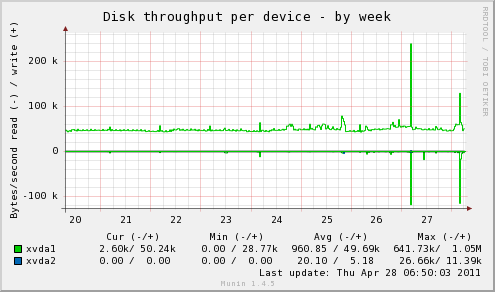 Disk throughput per device - by week
RRDTOOL / TOBI OETIKER
Bytes/second read (-) / write (+)
200 k
100 k
0
-100 k
20 21 22 23 24 25 26 27
Cur (-/+) Min (-/+) Avg (-/+) Max (-/+)
xvda1 2.60k/ 50.24k 0.00 / 28.77k 960.85 / 49.69k 641.73k/ 1.05M
xvda2 0.00 / 0.00 0.00 / 0.00 20.10 / 5.18 26.66k/ 11.39k
Last update: Thu Apr 28 06:50:03 2011
Munin 1.4.5